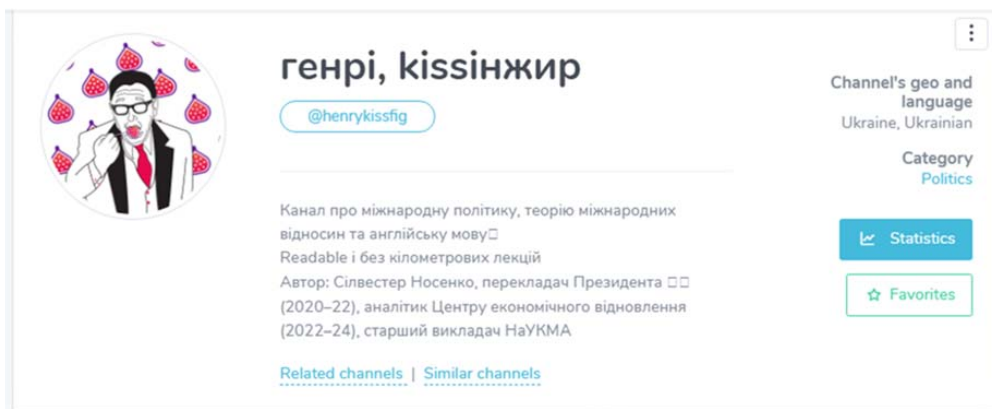 генрі, kissінжир
@henrykissfig
Канал про міжнародну політику, теорію міжнародних
відносин та англійську мову□
Readable і без кілометрових лекцій
Автор: Сілвестер Носенко, перекладач Президента □□
(2020–22), аналітик Центру економічного відновлення
(2022–24), старший викладач НаУКМА
Related channels | Similar channels
Channel's geo and
language
Ukraine, Ukrainian
Category
Politics
Statistics
Favorites